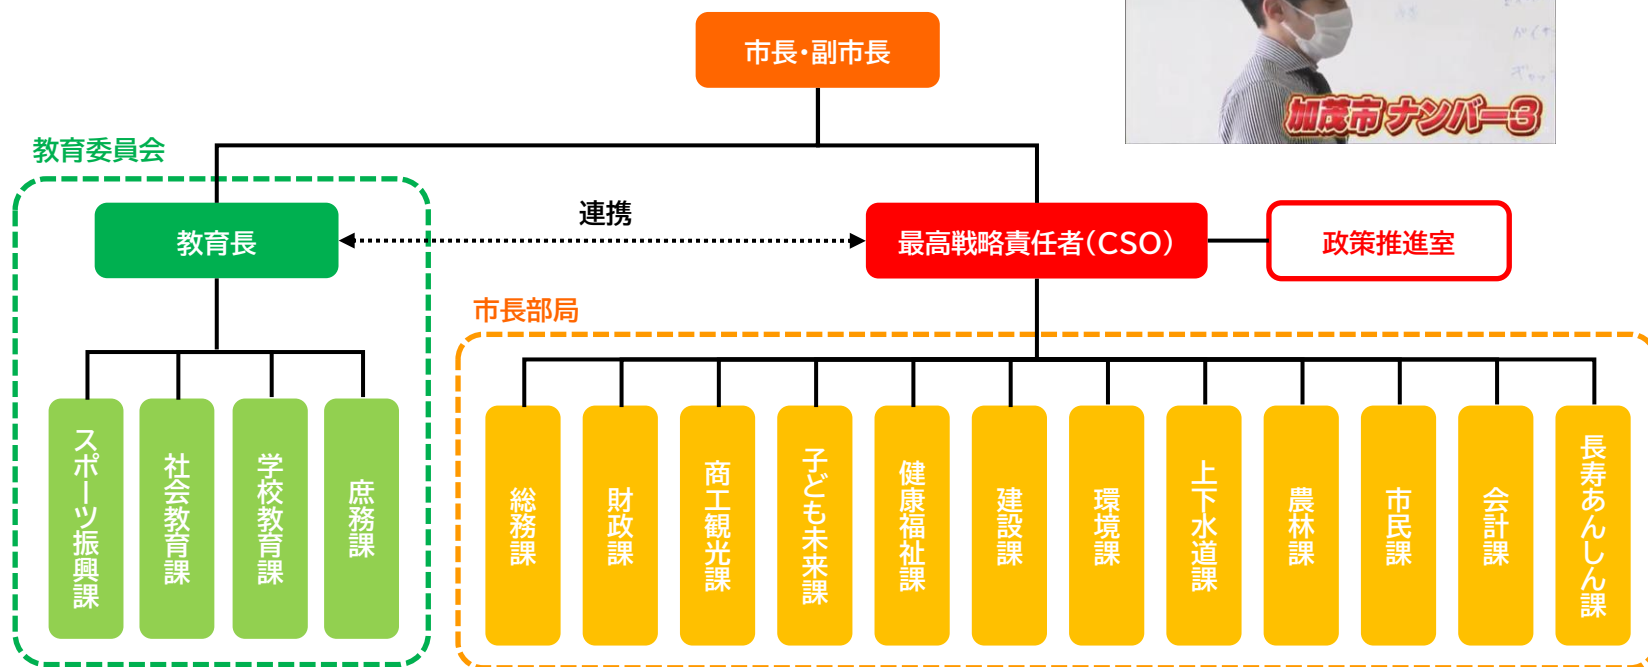 市長・副市長
加茂市 ナンバー3
教育委員会
教育長
連携
最高戦略責任者(CSO)
政策推進室
市長部局
スポーツ振興課
社会教育課
学校教育課
庶務課
総務課
財政課
商工観光課
子ども未来課
健康福祉課
建設課
環境課
上下水道課
農林課
市民課
会計課
長寿あんしん課